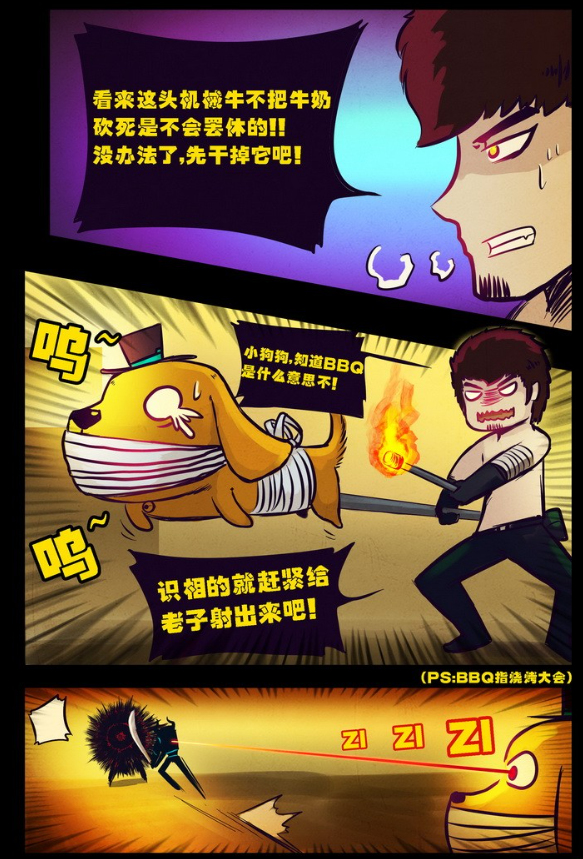 看来这头机械牛不把牛奶
砍死是不会罢休的!!
没办法了,先干掉它吧!
呜~
小狗狗,知道BBQ
是什么意思不!
呜~
识相的就赶紧给
老子射出来吧!
(PS:BBQ指烧烤大会)
ZI ZI ZI